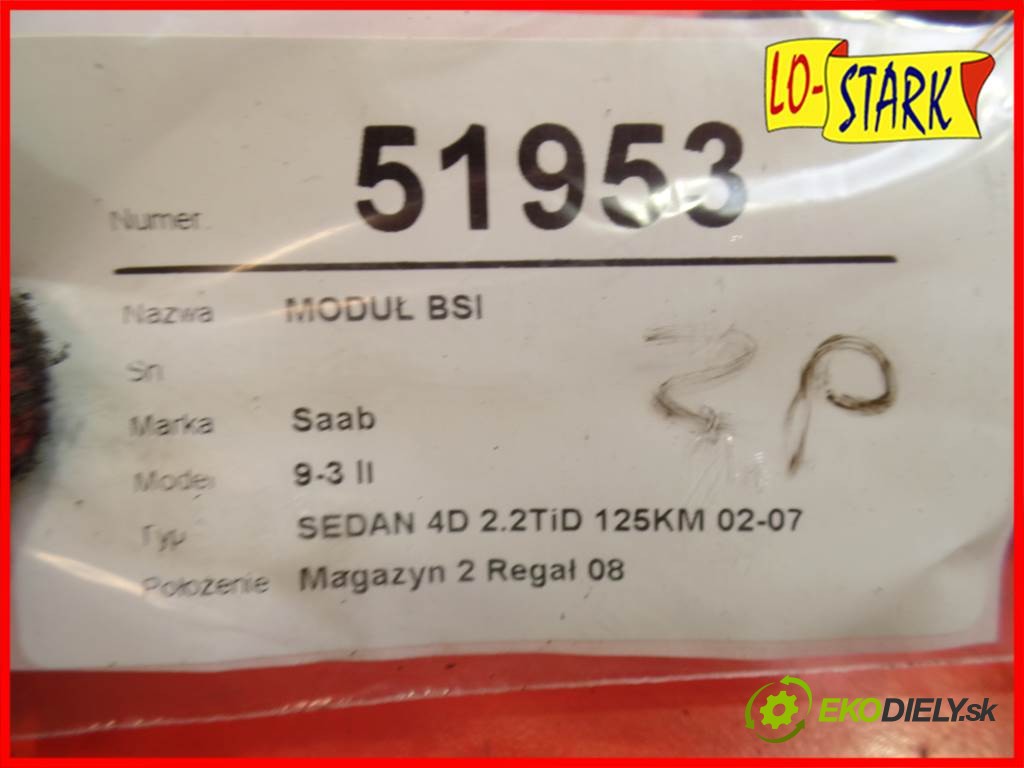 LO-STARK
Numer. 51953
Nazwa MODUŁ BSI
Sn
Marka Saab
Model 9-3 II
Typ SEDAN 4D 2.2TiD 125KM 02-07
Położenie Magazyn 2 Regał 08
ZP
EKODIELY.sk